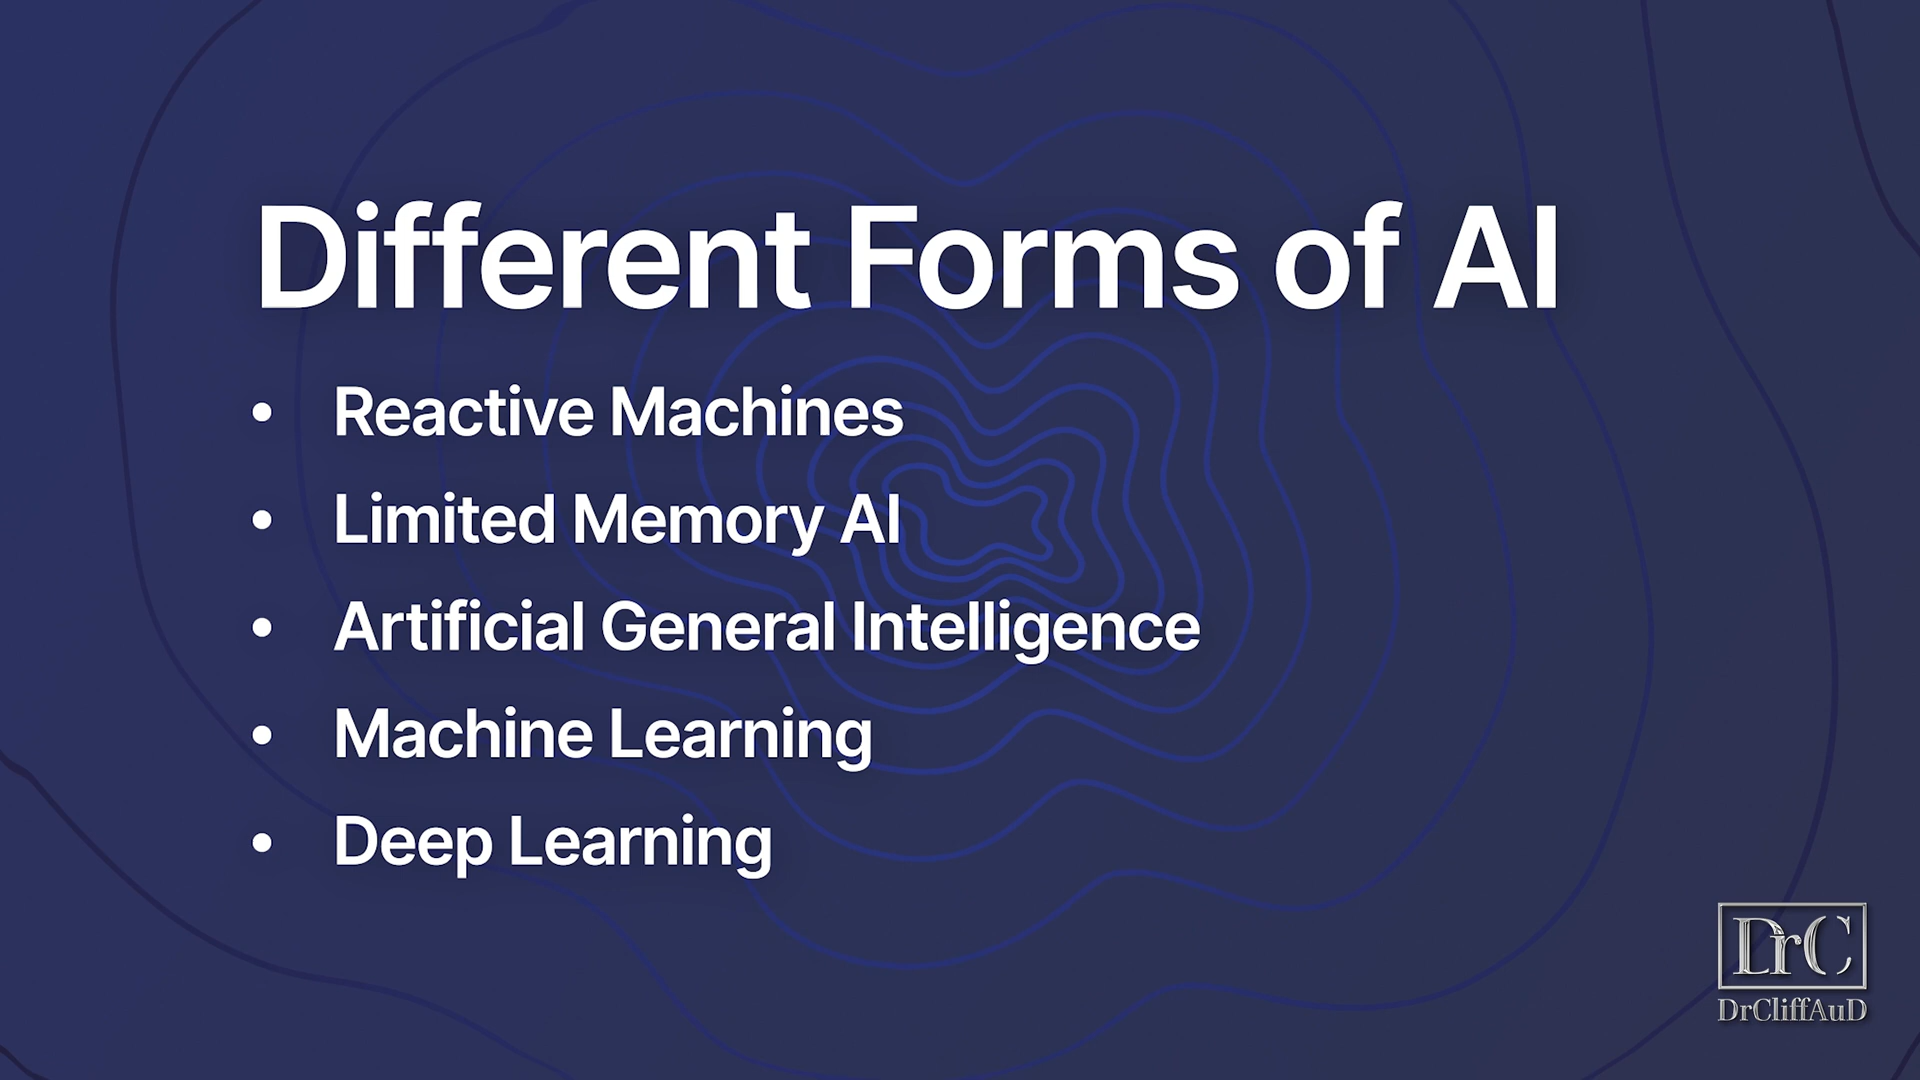 Different Forms of AI
• Reactive Machines
• Limited Memory AI
• Artificial General Intelligence
• Machine Learning
• Deep Learning
DrC
DrCliffAuD